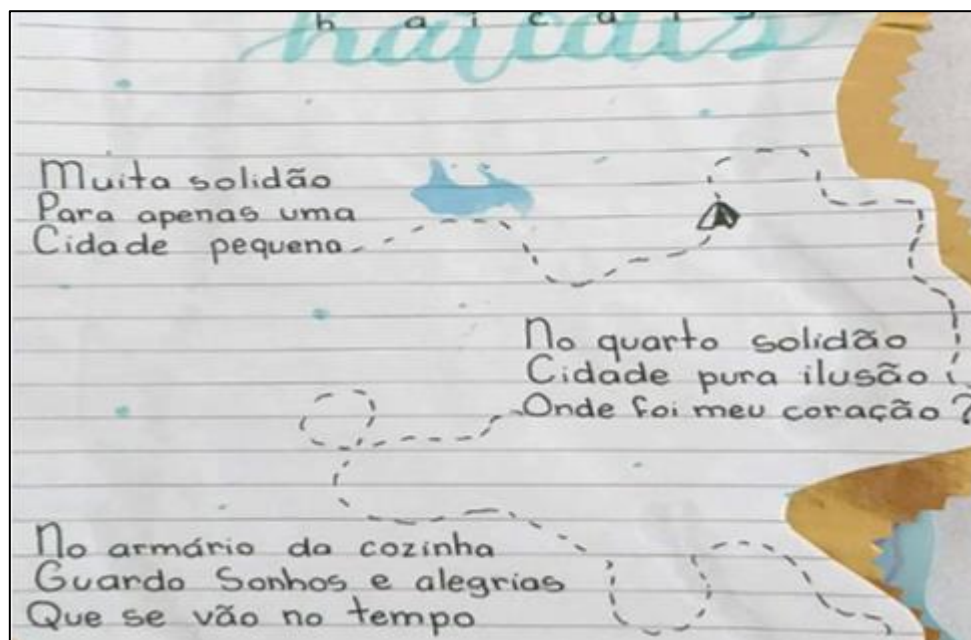 h a i c a i s
haicais
Muita solidão
Para apenas uma
Cidade pequena
No quarto solidão
Cidade pura ilusão
Onde foi meu coração?
No armário da cozinha
Guardo Sonhos e alegrias
Que se vão no tempo